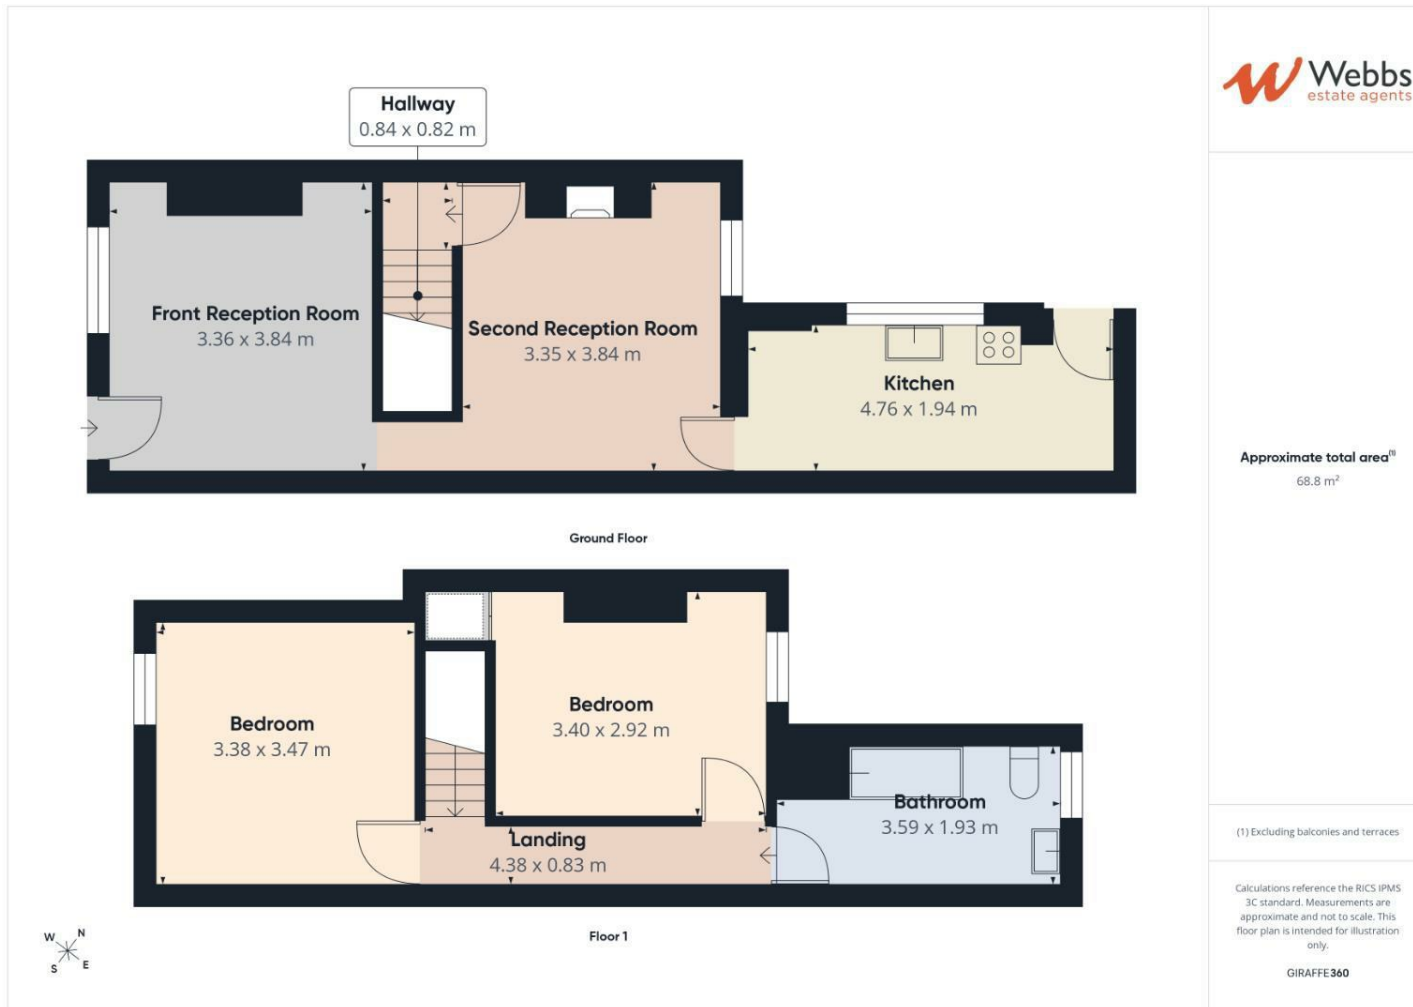 Hallway
0.84 x 0.82 m
Front Reception Room
3.36 x 3.84 m
Second Reception Room
3.35 x 3.84 m
Kitchen
4.76 x 1.94 m
Ground Floor
Bedroom
3.38 x 3.47 m
Bedroom
3.40 x 2.92 m
Bathroom
3.59 x 1.93 m
Landing
4.38 x 0.83 m
Floor 1
W N
S E
Webbs
estate agents
Approximate total area(1)
68.8 m²
(1) Excluding balconies and terraces
Calculations reference the RICS IPMS
3C standard. Measurements are
approximate and not to scale. This
floor plan is intended for illustration
only.
GIRAFFE360